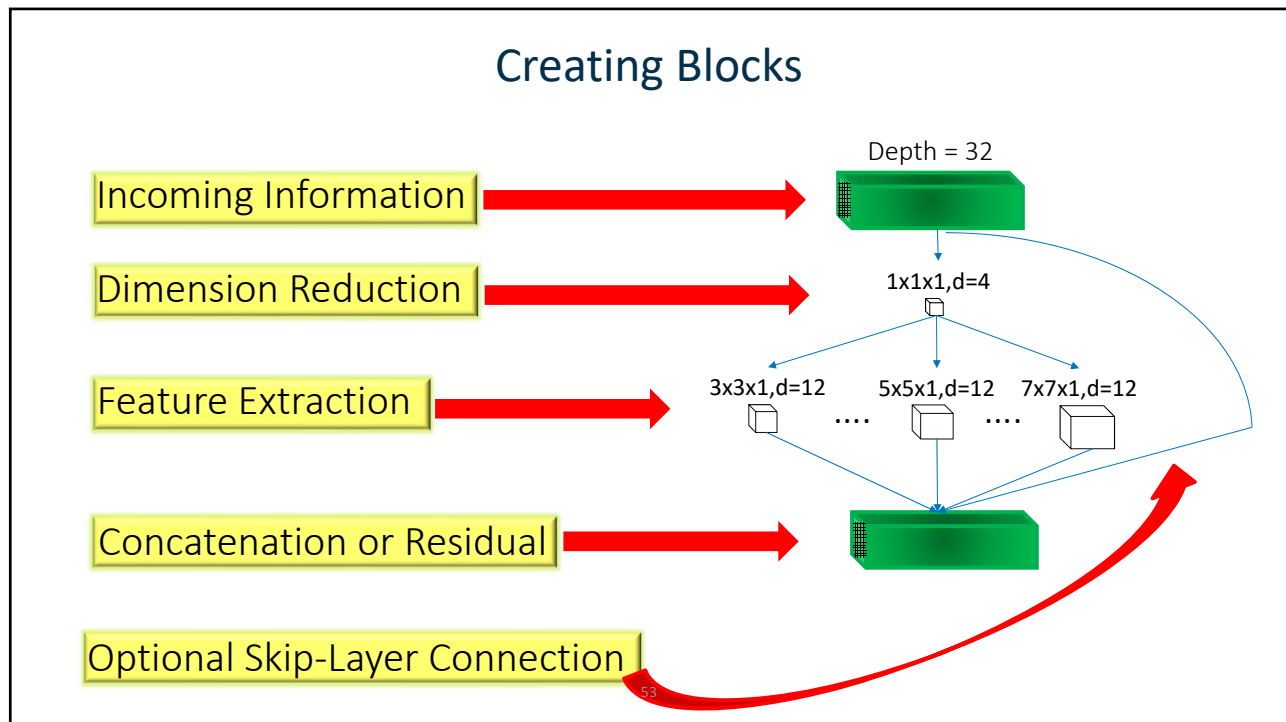 Creating Blocks
Depth = 32
Incoming Information
Dimension Reduction
1x1x1,d=4
Feature Extraction
3x3x1,d=12
5x5x1,d=12
7x7x1,d=12
....
....
Concatenation or Residual
Optional Skip-Layer Connection
53